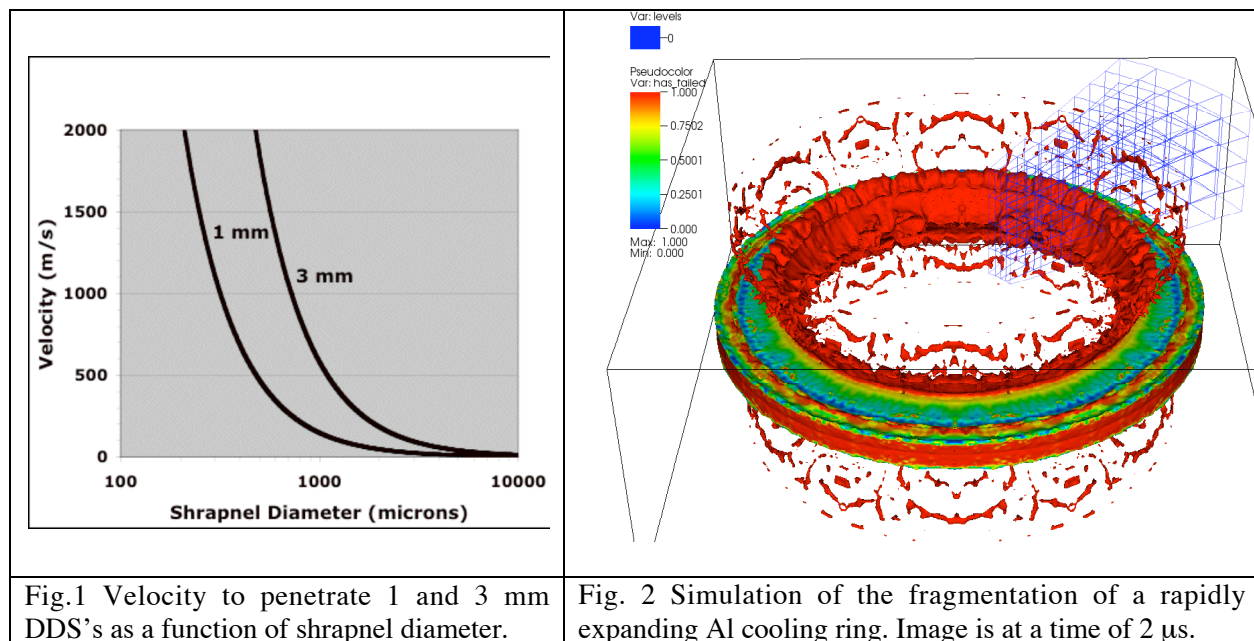 2000
1500
1000
500
0
Velocity (m/s)
1 mm
3 mm
100
1000
10000
Shrapnel Diameter (microns)
Var: levels
0
Pseudocolor
Var: has_failed
1.000
0.7502
0.5001
0.2501
0.000
Max: 1.000
Min: 0.000
Fig.1 Velocity to penetrate 1 and 3 mm
DDS's as a function of shrapnel diameter.
Fig. 2 Simulation of the fragmentation of a rapidly
expanding Al cooling ring. Image is at a time of 2 μs.